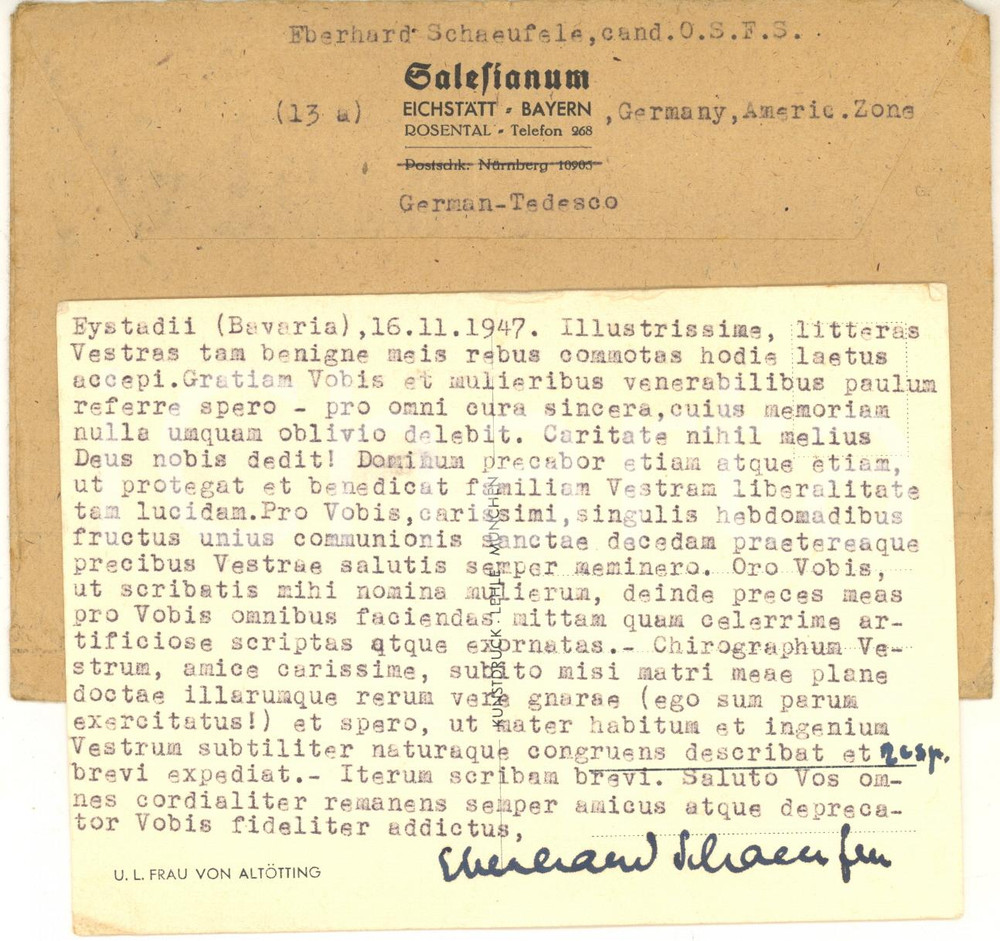 Eberhard Schaeufele,cand.O.S.F.S.
Salesianum
(13 a) EICHSTÄTT - BAYERN ,Germany,Americ.Zone
ROSENTAL - Telefon 268
Postschk. Nürnberg 10905
German-Tedesco
Eystadii (Bavaria),16.11.1947. Illustrissime, litteras
Vestras tam benigne meis rebus commotas hodie laetus
accepi.Gratiam Vobis et mulieribus venerabilibus paulum
referre spero - pro omni cura sincera,cuius memoriam
nulla umquam oblivio delebit. Caritate nihil melius
Deus nobis dedit! Dominum precabor etiam atque etiam,
ut protegat et benedicat familiam Vestram liberalitate
tam lucidam.Pro Vobis,carissimi,singulis hebdomadibus
fructus unius communionis sanctae decedam praetereaque
precibus Vestrae salutis semper meminero. Oro Vobis,
ut scribatis mihi nomina mulierum, deinde preces meas
pro Vobis omnibus faciendas mittam quam celerrime ar-
tificiose scriptas atque exornatas.- Chirographum Ve-
strum, amice carissime, subito misi matri meae plane
doctae illarumque rerum vere gnarae (ego sum parum
exercitatus!) et spero, ut mater habitum et ingenium
Vestrum subtiliter naturaque congruens describat et resp.
brevi expediat.- Iterum scribam brevi. Saluto Vos om-
nes cordialiter remanens semper amicus atque depreca-
tor Vobis fideliter addictus,
Eberhard Schaeufele
U. L. FRAU VON ALTÖTTING
KUNSTDRUCK LEHLE MÜNCHEN